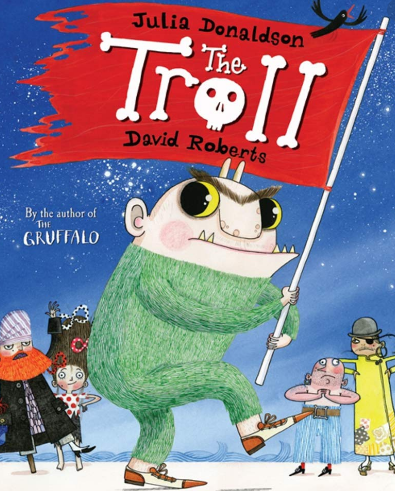 Julia Donaldson
The
Troll
David Roberts
By the author of
THE
GRUFFALO